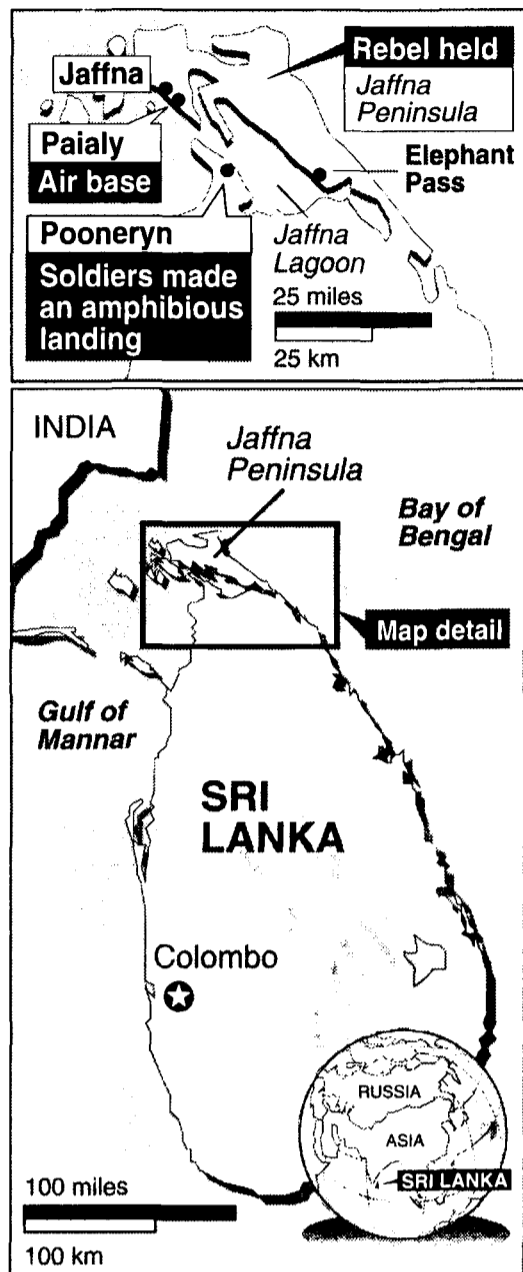 Jaffna
Rebel held
Jaffna
Peninsula
Paialy
Air base
Elephant
Pass
Pooneryn
Soldiers made
an amphibious
landing
Jaffna
Lagoon
25 miles
25 km
INDIA
Jaffna
Peninsula
Bay of
Bengal
Map detail
Gulf of
Mannar
SRI
LANKA
Colombo
RUSSIA
ASIA
SRI LANKA
100 miles
100 km